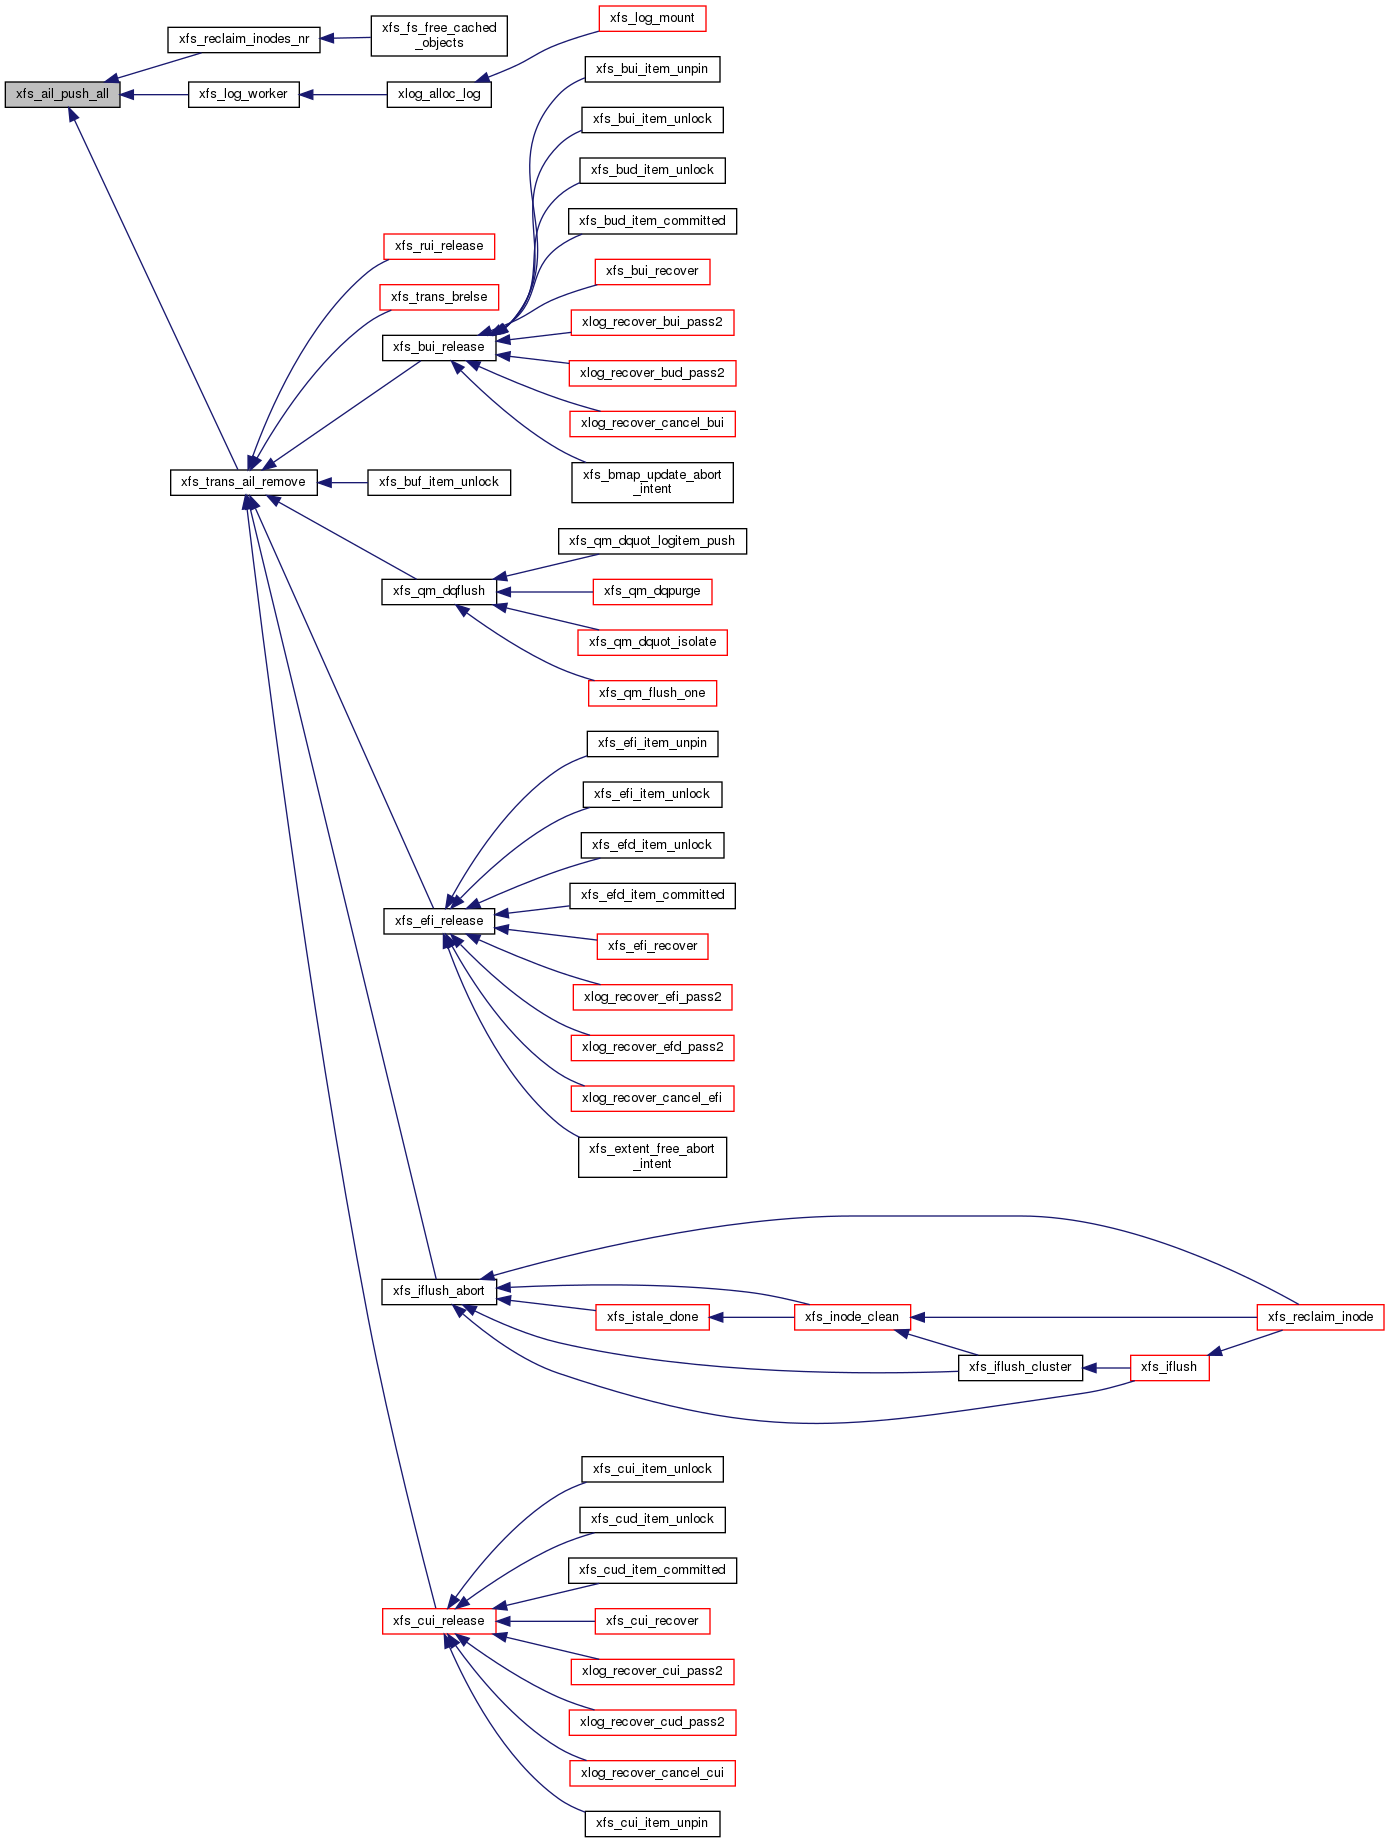 xfs_log_mount
xfs_fs_free_cached
_objects
xfs_reclaim_inodes_nr
xfs_bui_item_unpin
xfs_ail_push_all
xfs_log_worker
xlog_alloc_log
xfs_bui_item_unlock
xfs_bud_item_unlock
xfs_bud_item_committed
xfs_rui_release
xfs_bui_recover
xfs_trans_brelse
xlog_recover_bui_pass2
xfs_bui_release
xlog_recover_bud_pass2
xlog_recover_cancel_bui
xfs_bmap_update_abort
_intent
xfs_trans_ail_remove
xfs_buf_item_unlock
xfs_qm_dquot_logitem_push
xfs_qm_dqflush
xfs_qm_dqpurge
xfs_qm_dquot_isolate
xfs_qm_flush_one
xfs_efi_item_unpin
xfs_efi_item_unlock
xfs_efd_item_unlock
xfs_efd_item_committed
xfs_efi_release
xfs_efi_recover
xlog_recover_efi_pass2
xlog_recover_efd_pass2
xlog_recover_cancel_efi
xfs_extent_free_abort
_intent
xfs_iflush_abort
xfs_istale_done
xfs_inode_clean
xfs_reclaim_inode
xfs_iflush_cluster
xfs_iflush
xfs_cui_item_unlock
xfs_cud_item_unlock
xfs_cud_item_committed
xfs_cui_release
xfs_cui_recover
xlog_recover_cui_pass2
xlog_recover_cud_pass2
xlog_recover_cancel_cui
xfs_cui_item_unpin